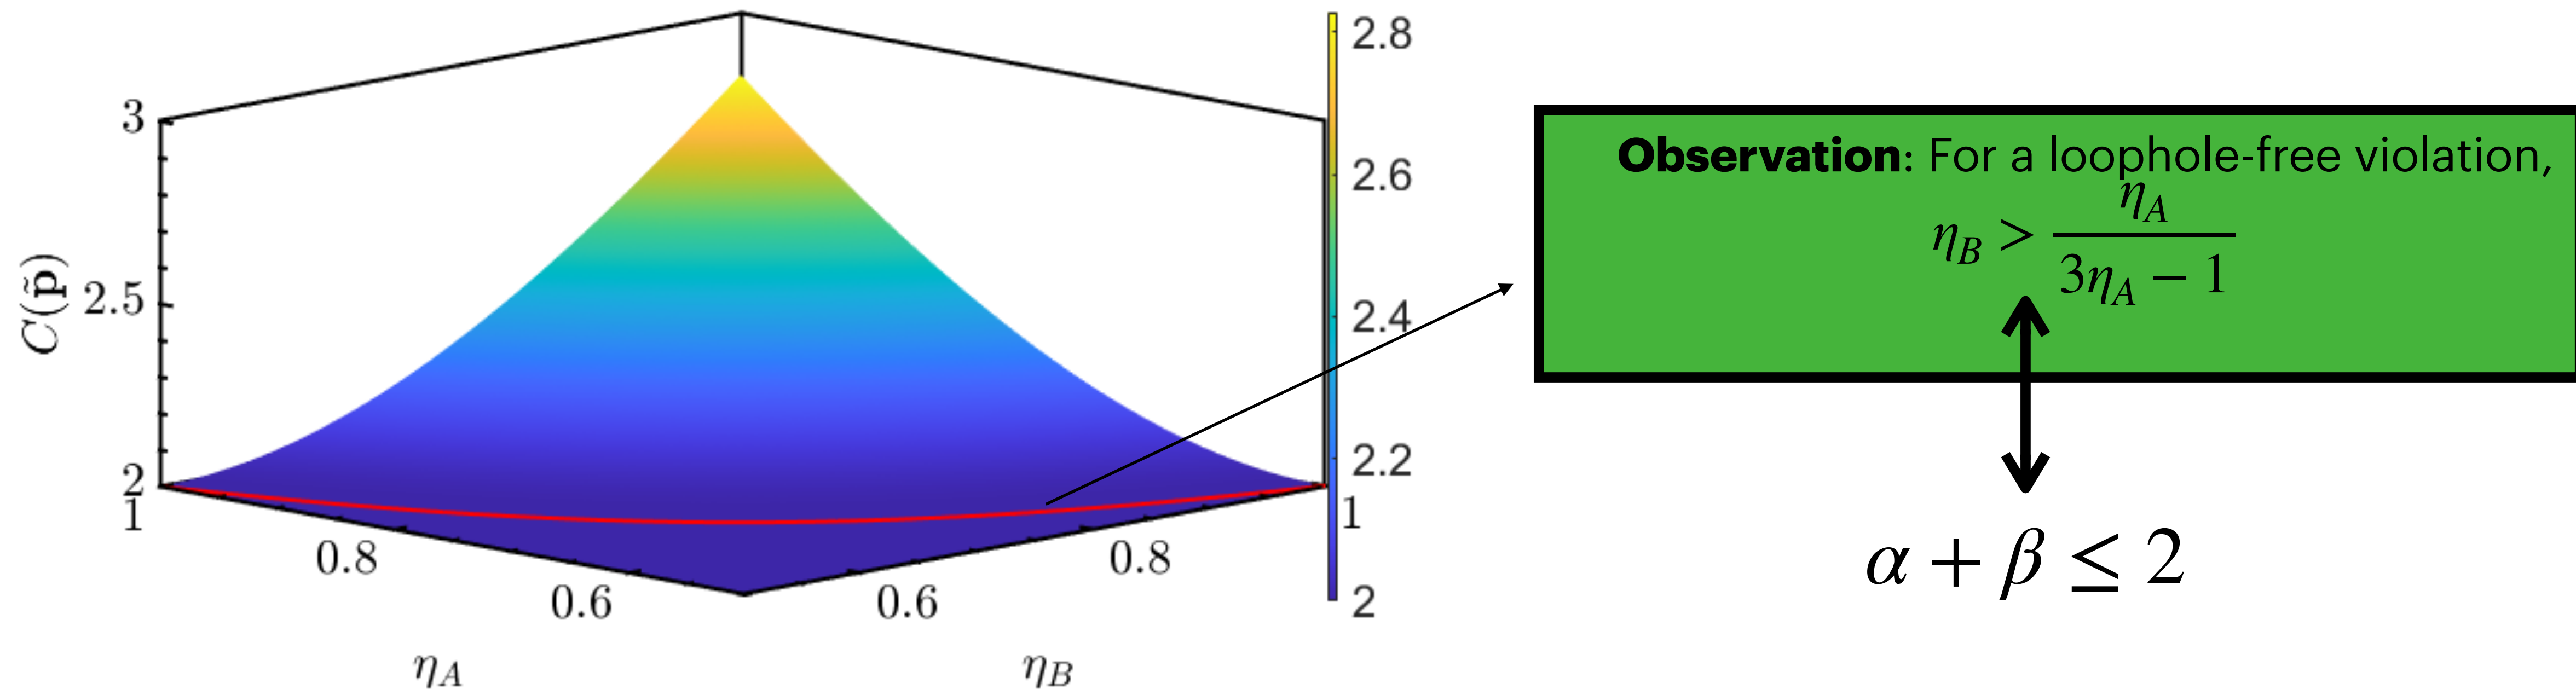 3
2.5
2
C(p̃)
1
0.8
0.6
η_A
0.6
0.8
1
η_B
2.8
2.6
2.4
2.2
2
Observation: For a loophole-free violation,
η_B > η_A / (3η_A − 1)
α + β ≤ 2